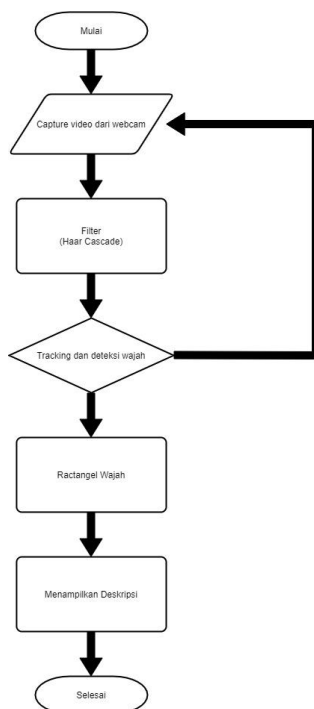 Mulai
Capture video dari webcam
Filter
(Haar Cascade)
Tracking dan deteksi wajah
Ractangel Wajah
Menampilkan Deskripsi
Selesai